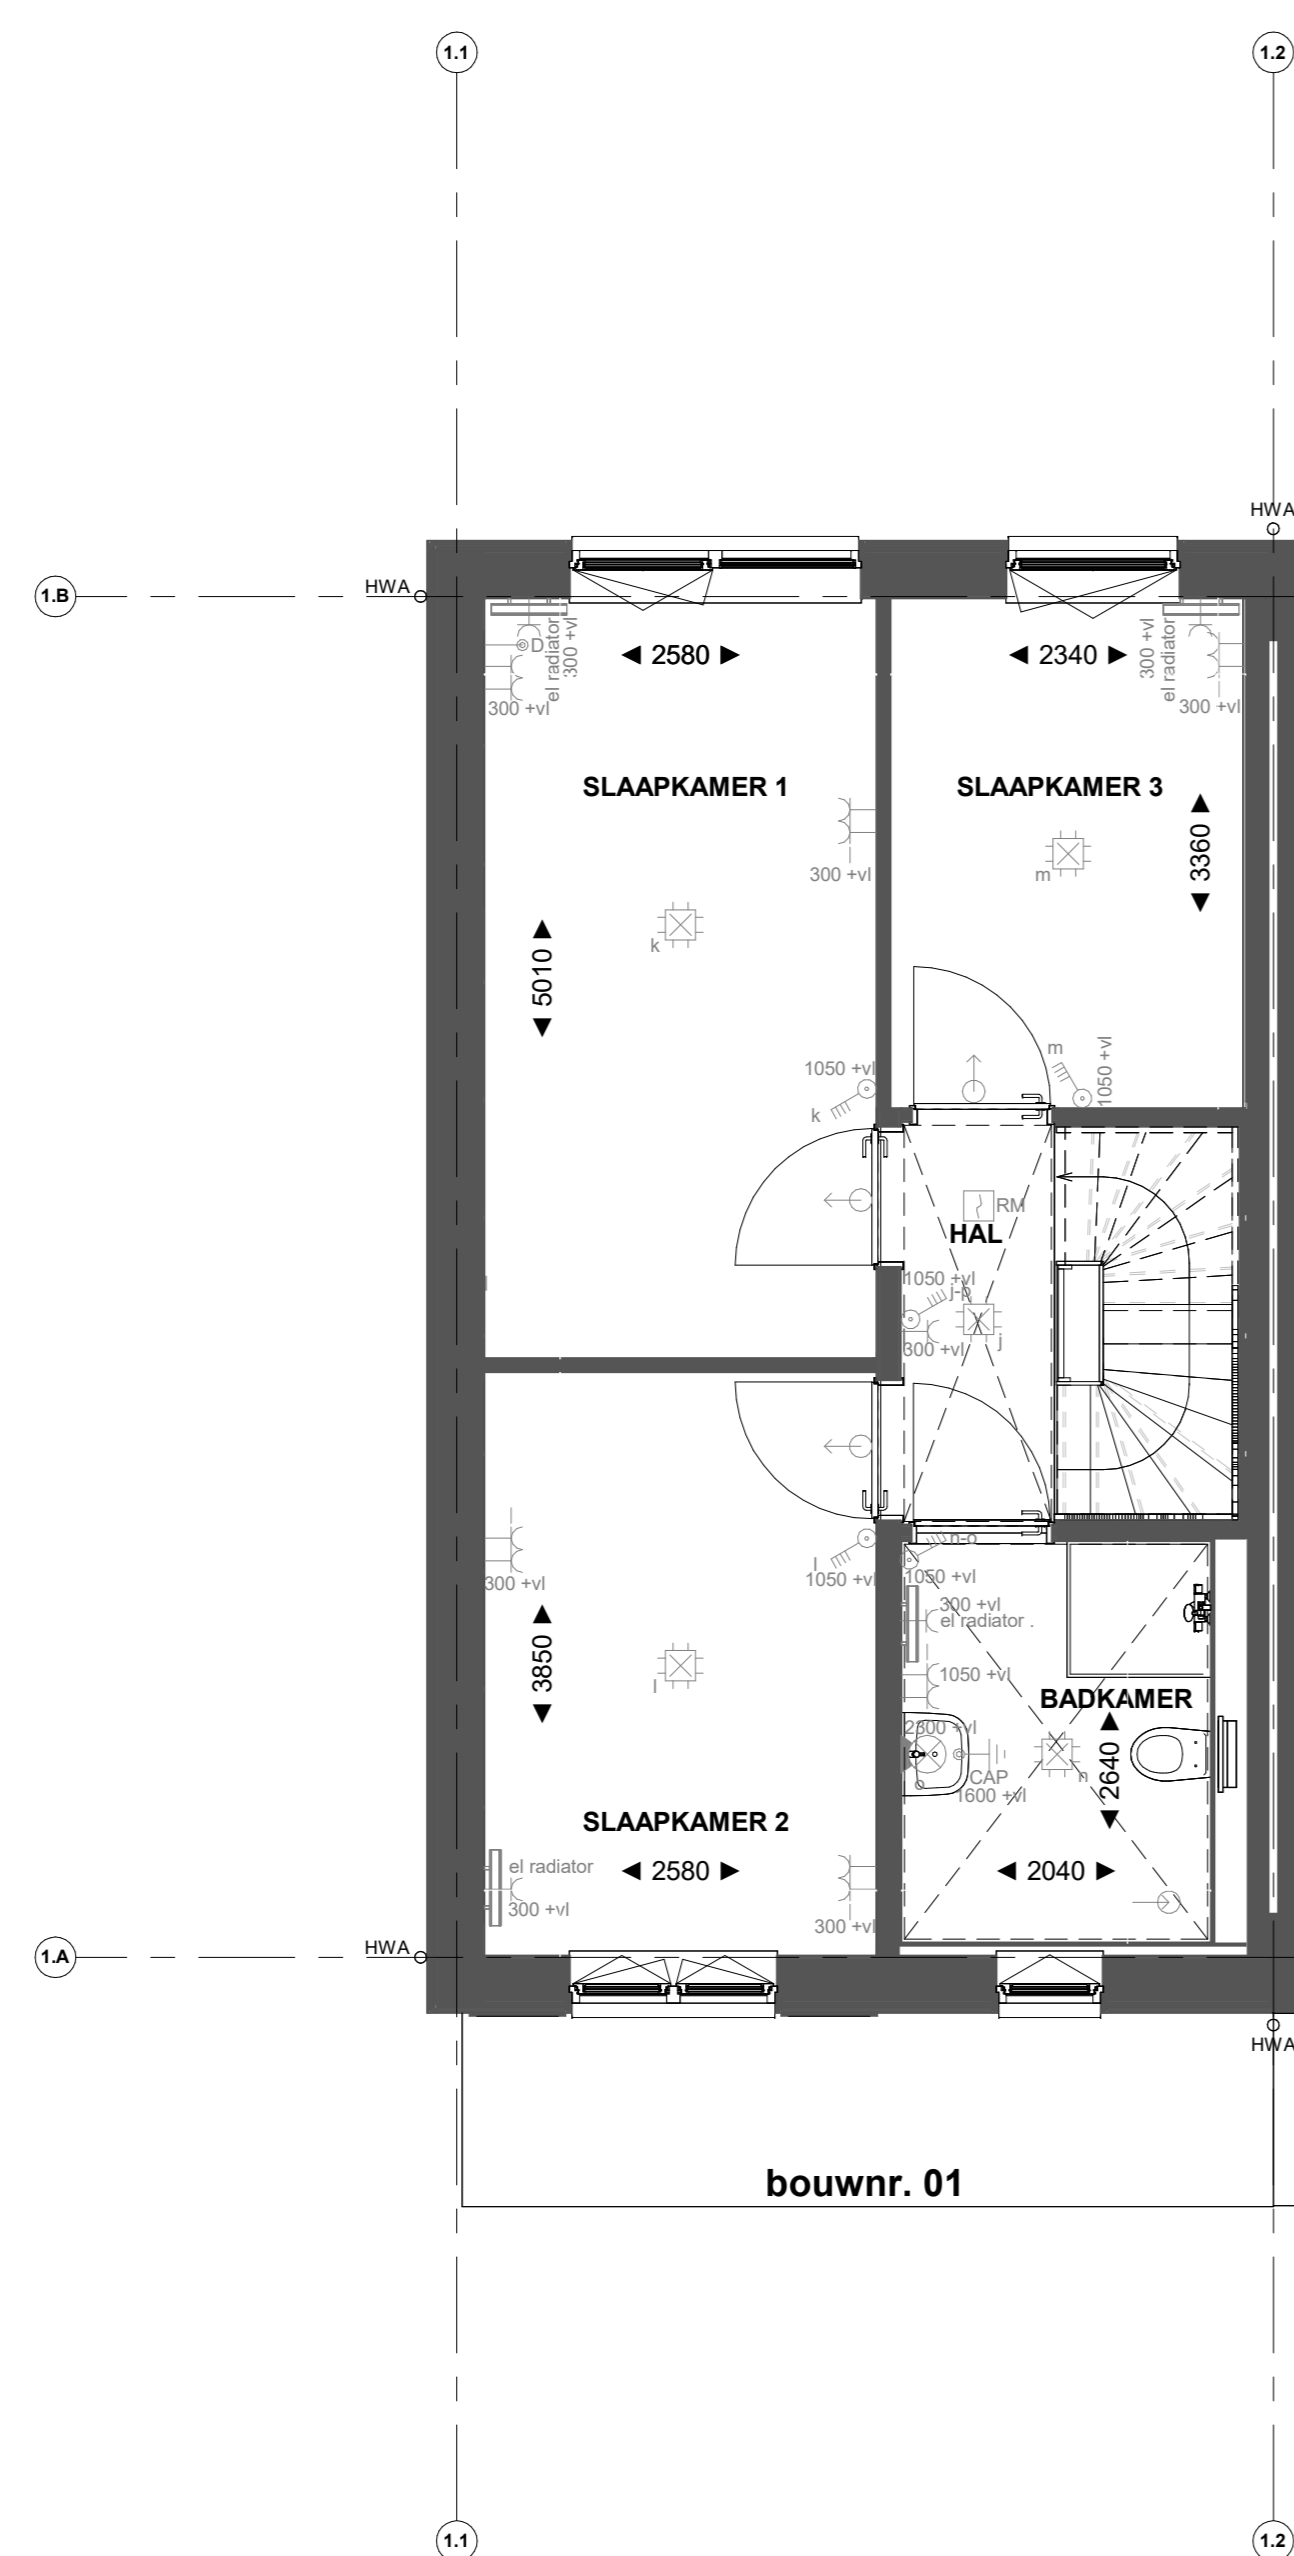 1.1
1.2
HWA
1.B
HWA
◄ 2580 ►
◄ 2340 ►
D
el radiator
300 +vl
300 +vl
300 +vl
el radiator
300 +vl
SLAAPKAMER 1
SLAAPKAMER 3
300 +vl
◄ 3360 ►
m
k
◄ 5010 ►
1050 +vl
k
m
1050 +vl
RM
HAL
1050 +vl
j-p
300 +vl
j
n-o
l
1050 +vl
1050 +vl
300 +vl
300 +vl
el radiator .
◄ 3850 ►
l
1050 +vl
BADKAMER
2300 +vl
n
◄ 2640 ►
CAP
1600 +vl
SLAAPKAMER 2
el radiator
◄ 2580 ►
◄ 2040 ►
300 +vl
300 +vl
1.A
HWA
HWA
bouwnr. 01
1.1
1.2